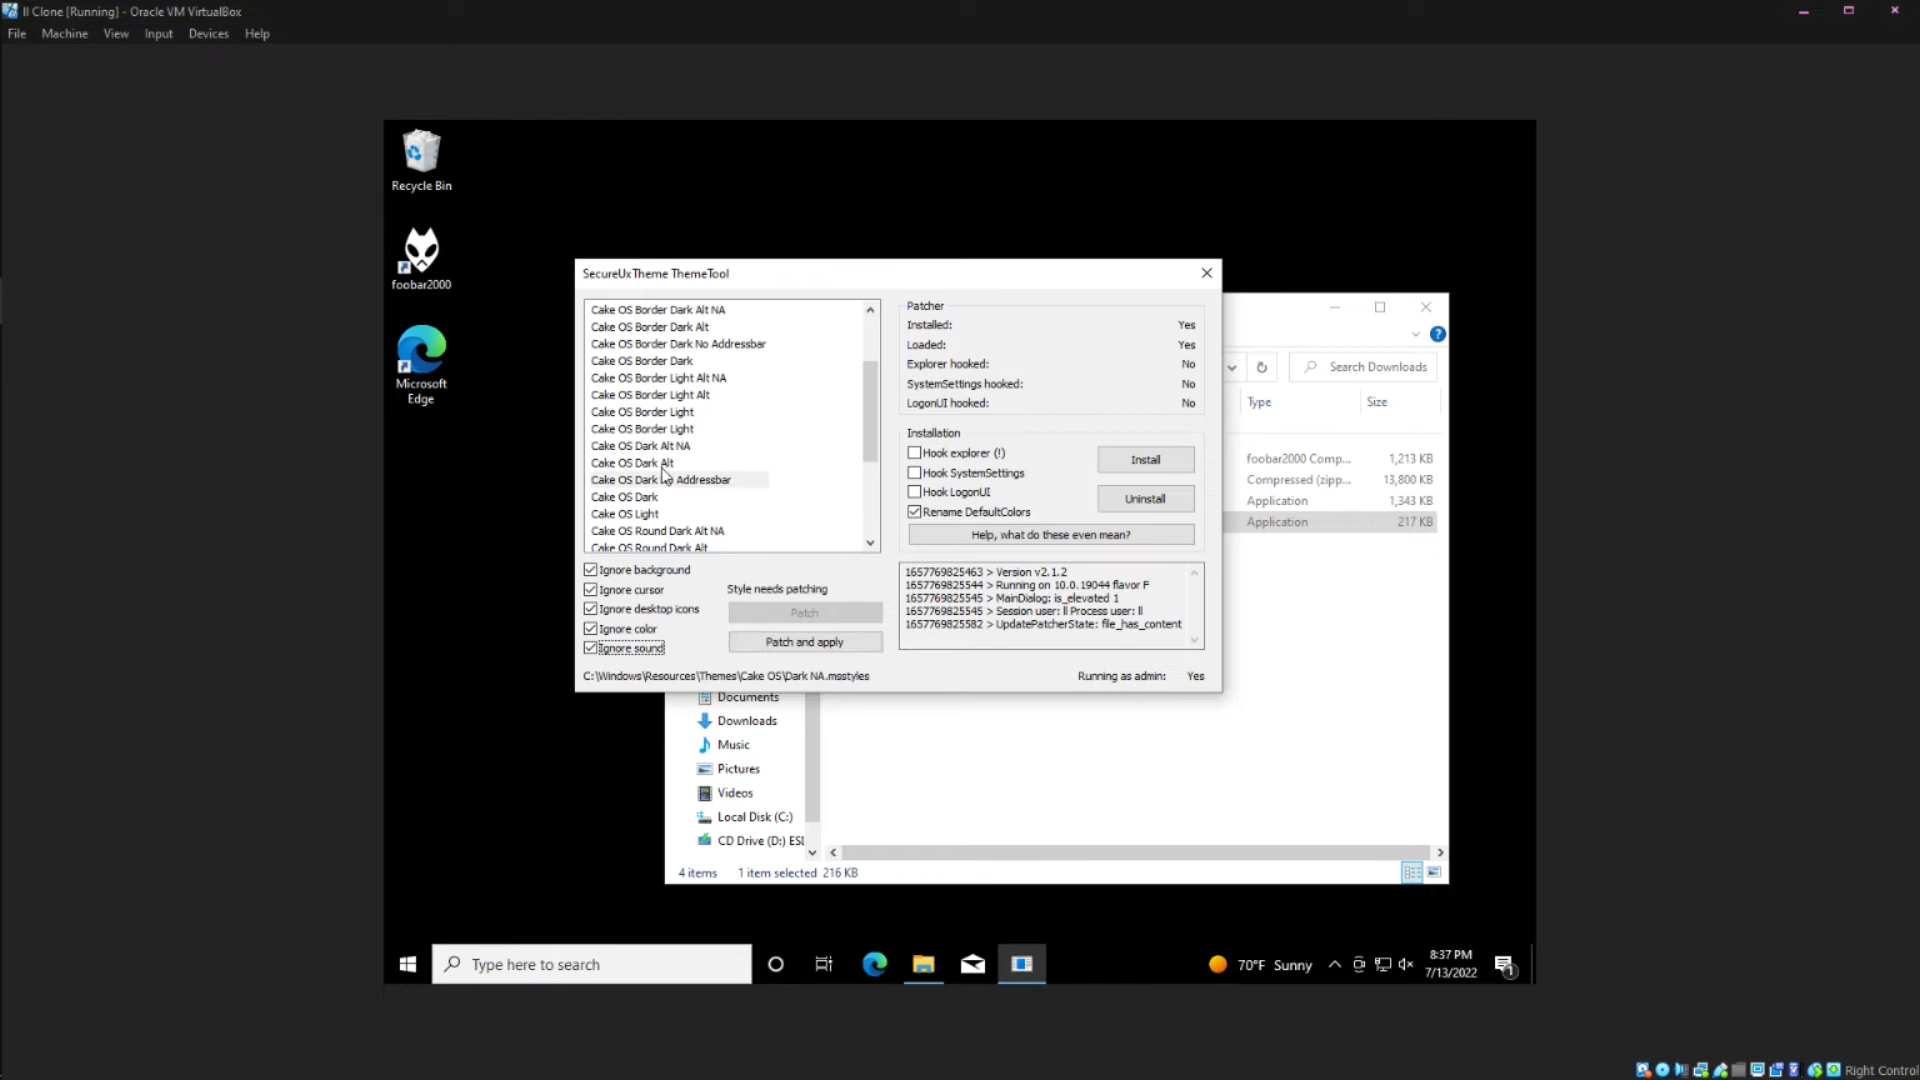 ll Clone [Running] - Oracle VM VirtualBox
File Machine View Input Devices Help
Recycle Bin
foobar2000
Microsoft
Edge
SecureUxTheme ThemeTool
Cake OS Border Dark Alt NA
Cake OS Border Dark Alt
Cake OS Border Dark No Addressbar
Cake OS Border Dark
Cake OS Border Light Alt NA
Cake OS Border Light Alt
Cake OS Border Light
Cake OS Border Light
Cake OS Dark Alt NA
Cake OS Dark Alt
Cake OS Dark No Addressbar
Cake OS Dark
Cake OS Light
Cake OS Round Dark Alt NA
Cake OS Round Dark Alt
Ignore background
Ignore cursor
Ignore desktop icons
Ignore color
Ignore sound
Style needs patching
Patch
Patch and apply
C:\Windows\Resources\Themes\Cake OS\Dark NA.msstyles
Patcher
Installed: Yes
Loaded: Yes
Explorer hooked: No
SystemSettings hooked: No
LogonUI hooked: No
Installation
Hook explorer (!)
Hook SystemSettings
Hook LogonUI
Rename DefaultColors
Install
Uninstall
Help, what do these even mean?
1657769825463 > Version v2.1.2
1657769825544 > Running on 10.0.19044 flavor F
1657769825545 > MainDialog: is_elevated 1
1657769825545 > Session user: ll Process user: ll
1657769825582 > UpdatePatcherState: file_has_content
Running as admin: Yes
Search Downloads
Type Size
foobar2000 Comp... 1,213 KB
Compressed (zipp... 13,800 KB
Application 1,343 KB
Application 217 KB
Documents
Downloads
Music
Pictures
Videos
Local Disk (C:)
CD Drive (D:) ESD
4 items 1 item selected 216 KB
Type here to search
70°F Sunny
8:37 PM
7/13/2022
1
Right Control